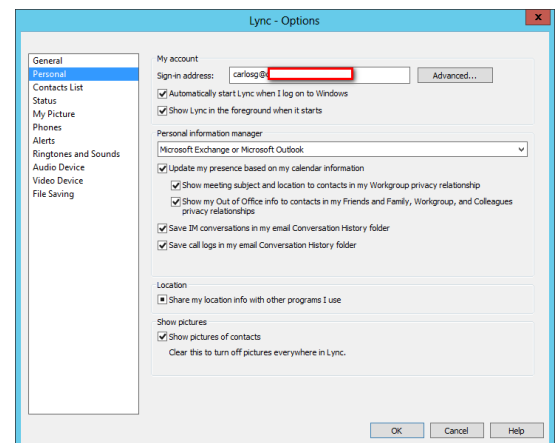 Lync - Options
x
General
Personal
Contacts List
Status
My Picture
Phones
Alerts
Ringtones and Sounds
Audio Device
Video Device
File Saving
My account
Sign-in address:
carlosg@
Advanced...
Automatically start Lync when I log on to Windows
Show Lync in the foreground when it starts
Personal information manager
Microsoft Exchange or Microsoft Outlook
Update my presence based on my calendar information
Show meeting subject and location to contacts in my Workgroup privacy relationship
Show my Out of Office info to contacts in my Friends and Family, Workgroup, and Colleagues
privacy relationships
Save IM conversations in my email Conversation History folder
Save call logs in my email Conversation History folder
Location
Share my location info with other programs I use
Show pictures
Show pictures of contacts
Clear this to turn off pictures everywhere in Lync.
OK
Cancel
Help